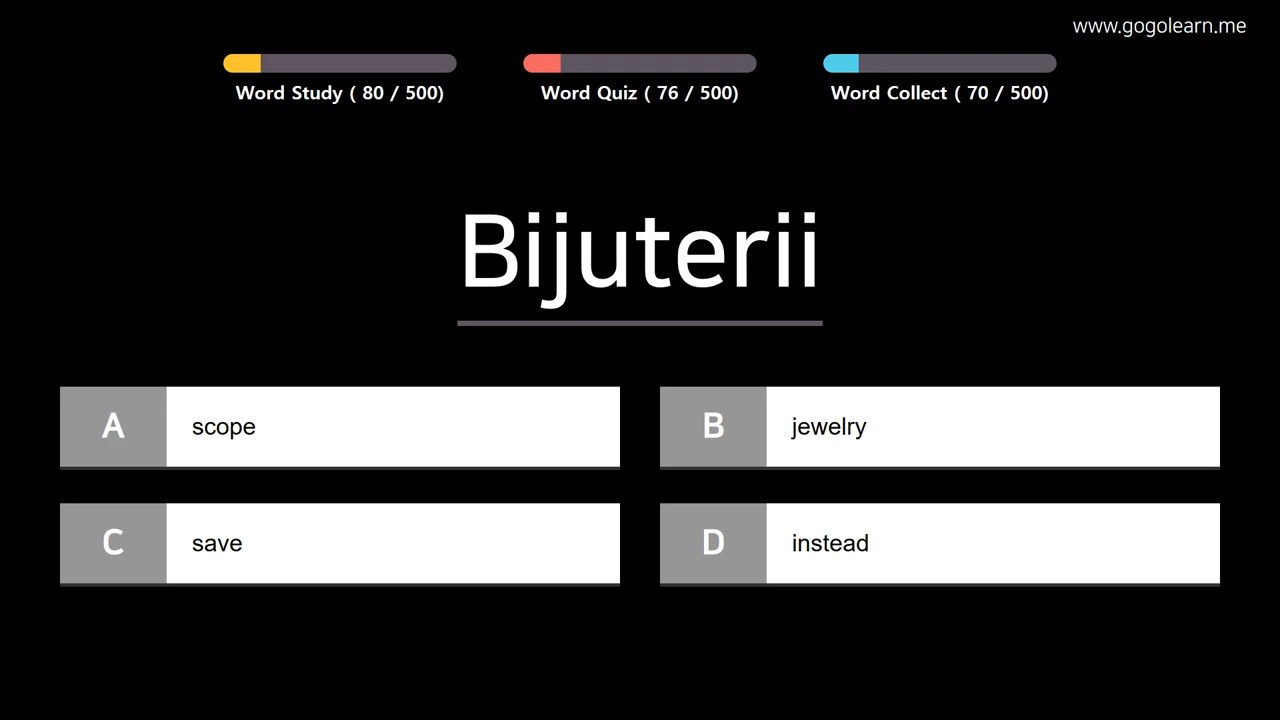 www.gogolearn.me
Word Study ( 80 / 500)
Word Quiz ( 76 / 500)
Word Collect ( 70 / 500)
Bijuterii
A scope
B jewelry
C save
D instead